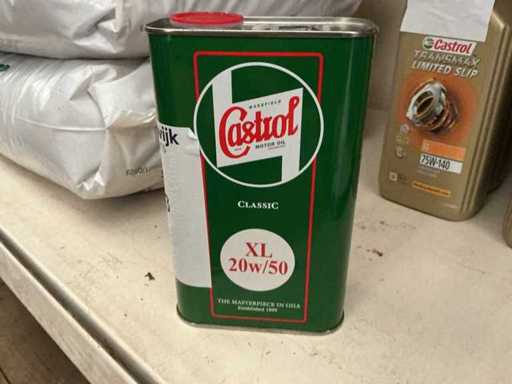 WAKEFIELD
Castrol
MOTOR OIL
CLASSIC
XL
20w/50
THE MASTERPIECE IN OILS
Established 1899
ijk
Castrol
TRANSMAX
LIMITED SLIP
75W-140